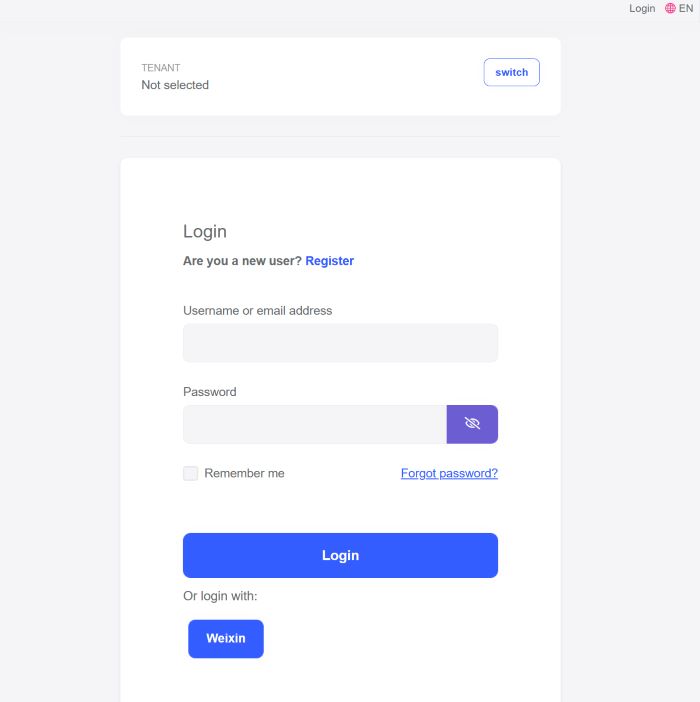 Login EN
TENANT
Not selected
switch
Login
Are you a new user? Register
Username or email address
Password
Remember me Forgot password?
Login
Or login with:
Weixin